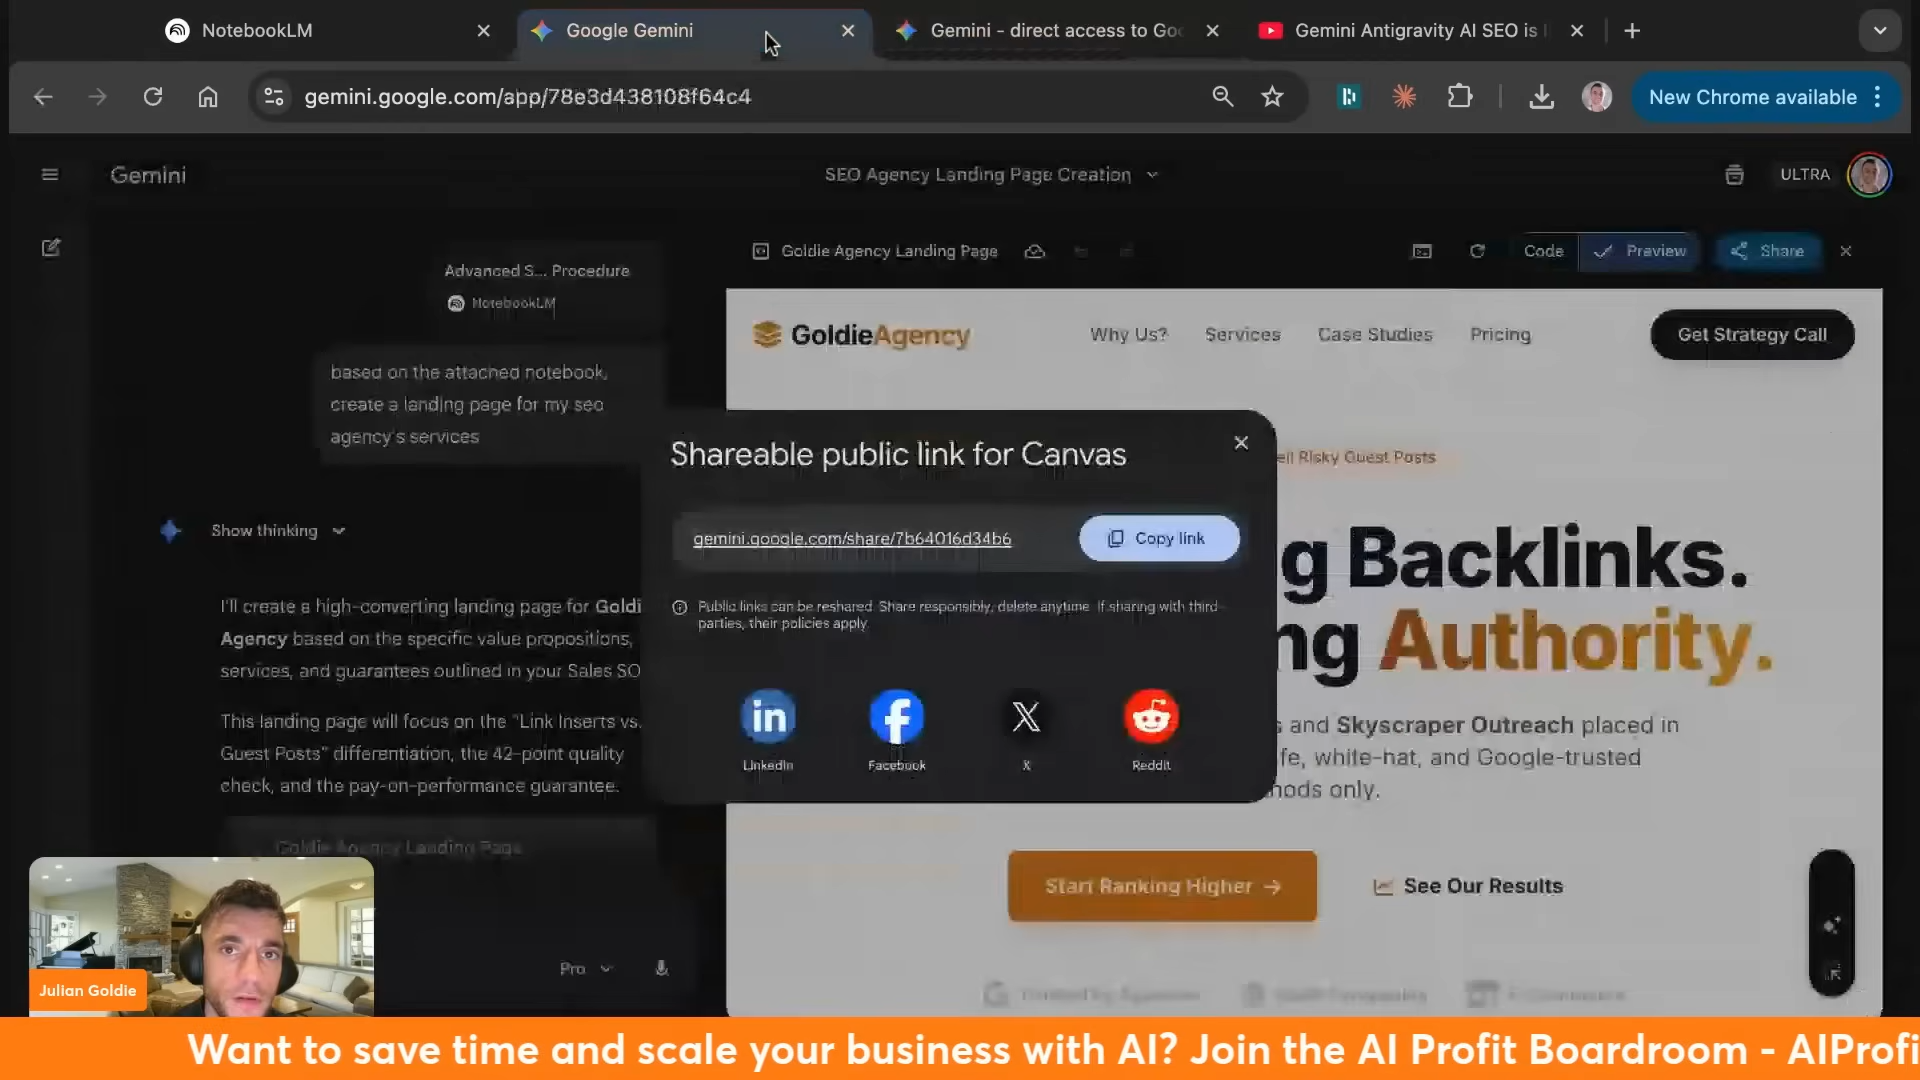 NotebookLM
Google Gemini
Gemini - direct access to Goo
Gemini Antigravity AI SEO is
gemini.google.com/app/78e3d438108f64c4
New Chrome available
Gemini
SEO Agency Landing Page Creation
ULTRA
Advanced S... Procedure
NotebookLM
based on the attached notebook,
create a landing page for my seo
agency's services
Show thinking
I'll create a high-converting landing page for Goldi
Agency based on the specific value propositions,
services, and guarantees outlined in your Sales SO
This landing page will focus on the "Link Inserts vs.
Guest Posts" differentiation, the 42-point quality
check, and the pay-on-performance guarantee.
Goldie Agency Landing Page
Pro
Goldie Agency Landing Page
Code
Preview
Share
GoldieAgency
Why Us?
Services
Case Studies
Pricing
Get Strategy Call
ell Risky Guest Posts
g Backlinks.
ng Authority.
s and Skyscraper Outreach placed in
fe, white-hat, and Google-trusted
hods only.
Start Ranking Higher →
See Our Results
Shareable public link for Canvas
gemini.google.com/share/7b64016d34b6
Copy link
Public links can be reshared. Share responsibly, delete anytime. If sharing with third-
parties, their policies apply.
LinkedIn
Facebook
X
Reddit
Julian Goldie
Want to save time and scale your business with AI? Join the AI Profit Boardroom - AIProfi